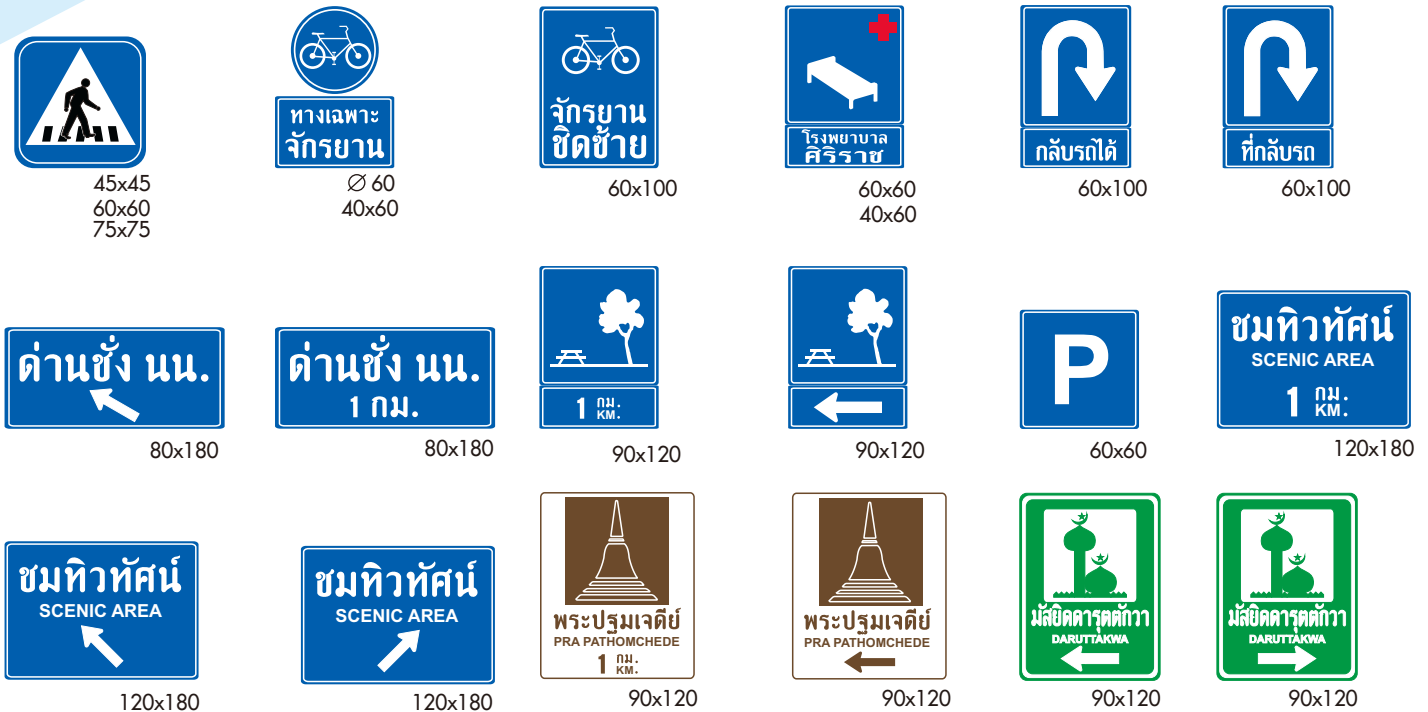 45x45
60x60
75x75
ทางเฉพาะ
จักรยาน
Ø 60
40x60
จักรยาน
ชิดซ้าย
60x100
โรงพยาบาล
ศิริราช
60x60
40x60
กลับรถได้
60x100
ที่กลับรถ
60x100
ด่านชั่ง นน.
80x180
ด่านชั่ง นน.
1 กม.
80x180
1 กม.
KM.
90x120
90x120
P
60x60
ชมทิวทัศน์
SCENIC AREA
1 กม.
KM.
120x180
ชมทิวทัศน์
SCENIC AREA
120x180
ชมทิวทัศน์
SCENIC AREA
120x180
พระปฐมเจดีย์
PRA PATHOMCHEDE
1 กม.
KM.
90x120
พระปฐมเจดีย์
PRA PATHOMCHEDE
90x120
มัสยิดดารุตตักวา
DARUTTAKWA
90x120
มัสยิดดารุตตักวา
DARUTTAKWA
90x120